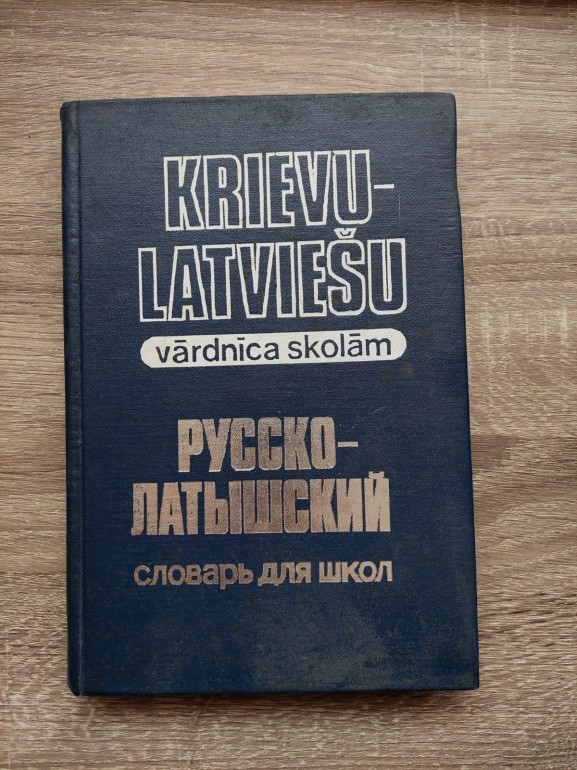 KRIEVU-
LATVIEŠU
vārdnīca skolām
РУССКО-
ЛАТЫШСКИЙ
словарь для школ